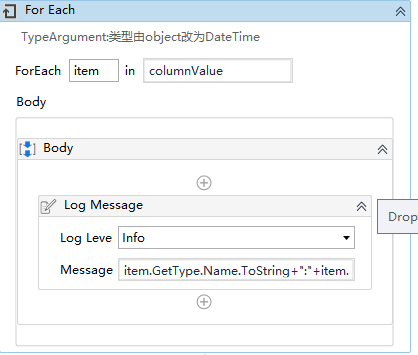 For Each
TypeArgument:类型由object改为DateTime
ForEach item in columnValue
Body
Body
Log Message
Drop
Log Leve Info
Message item.GetType.Name.ToString+":"+item.